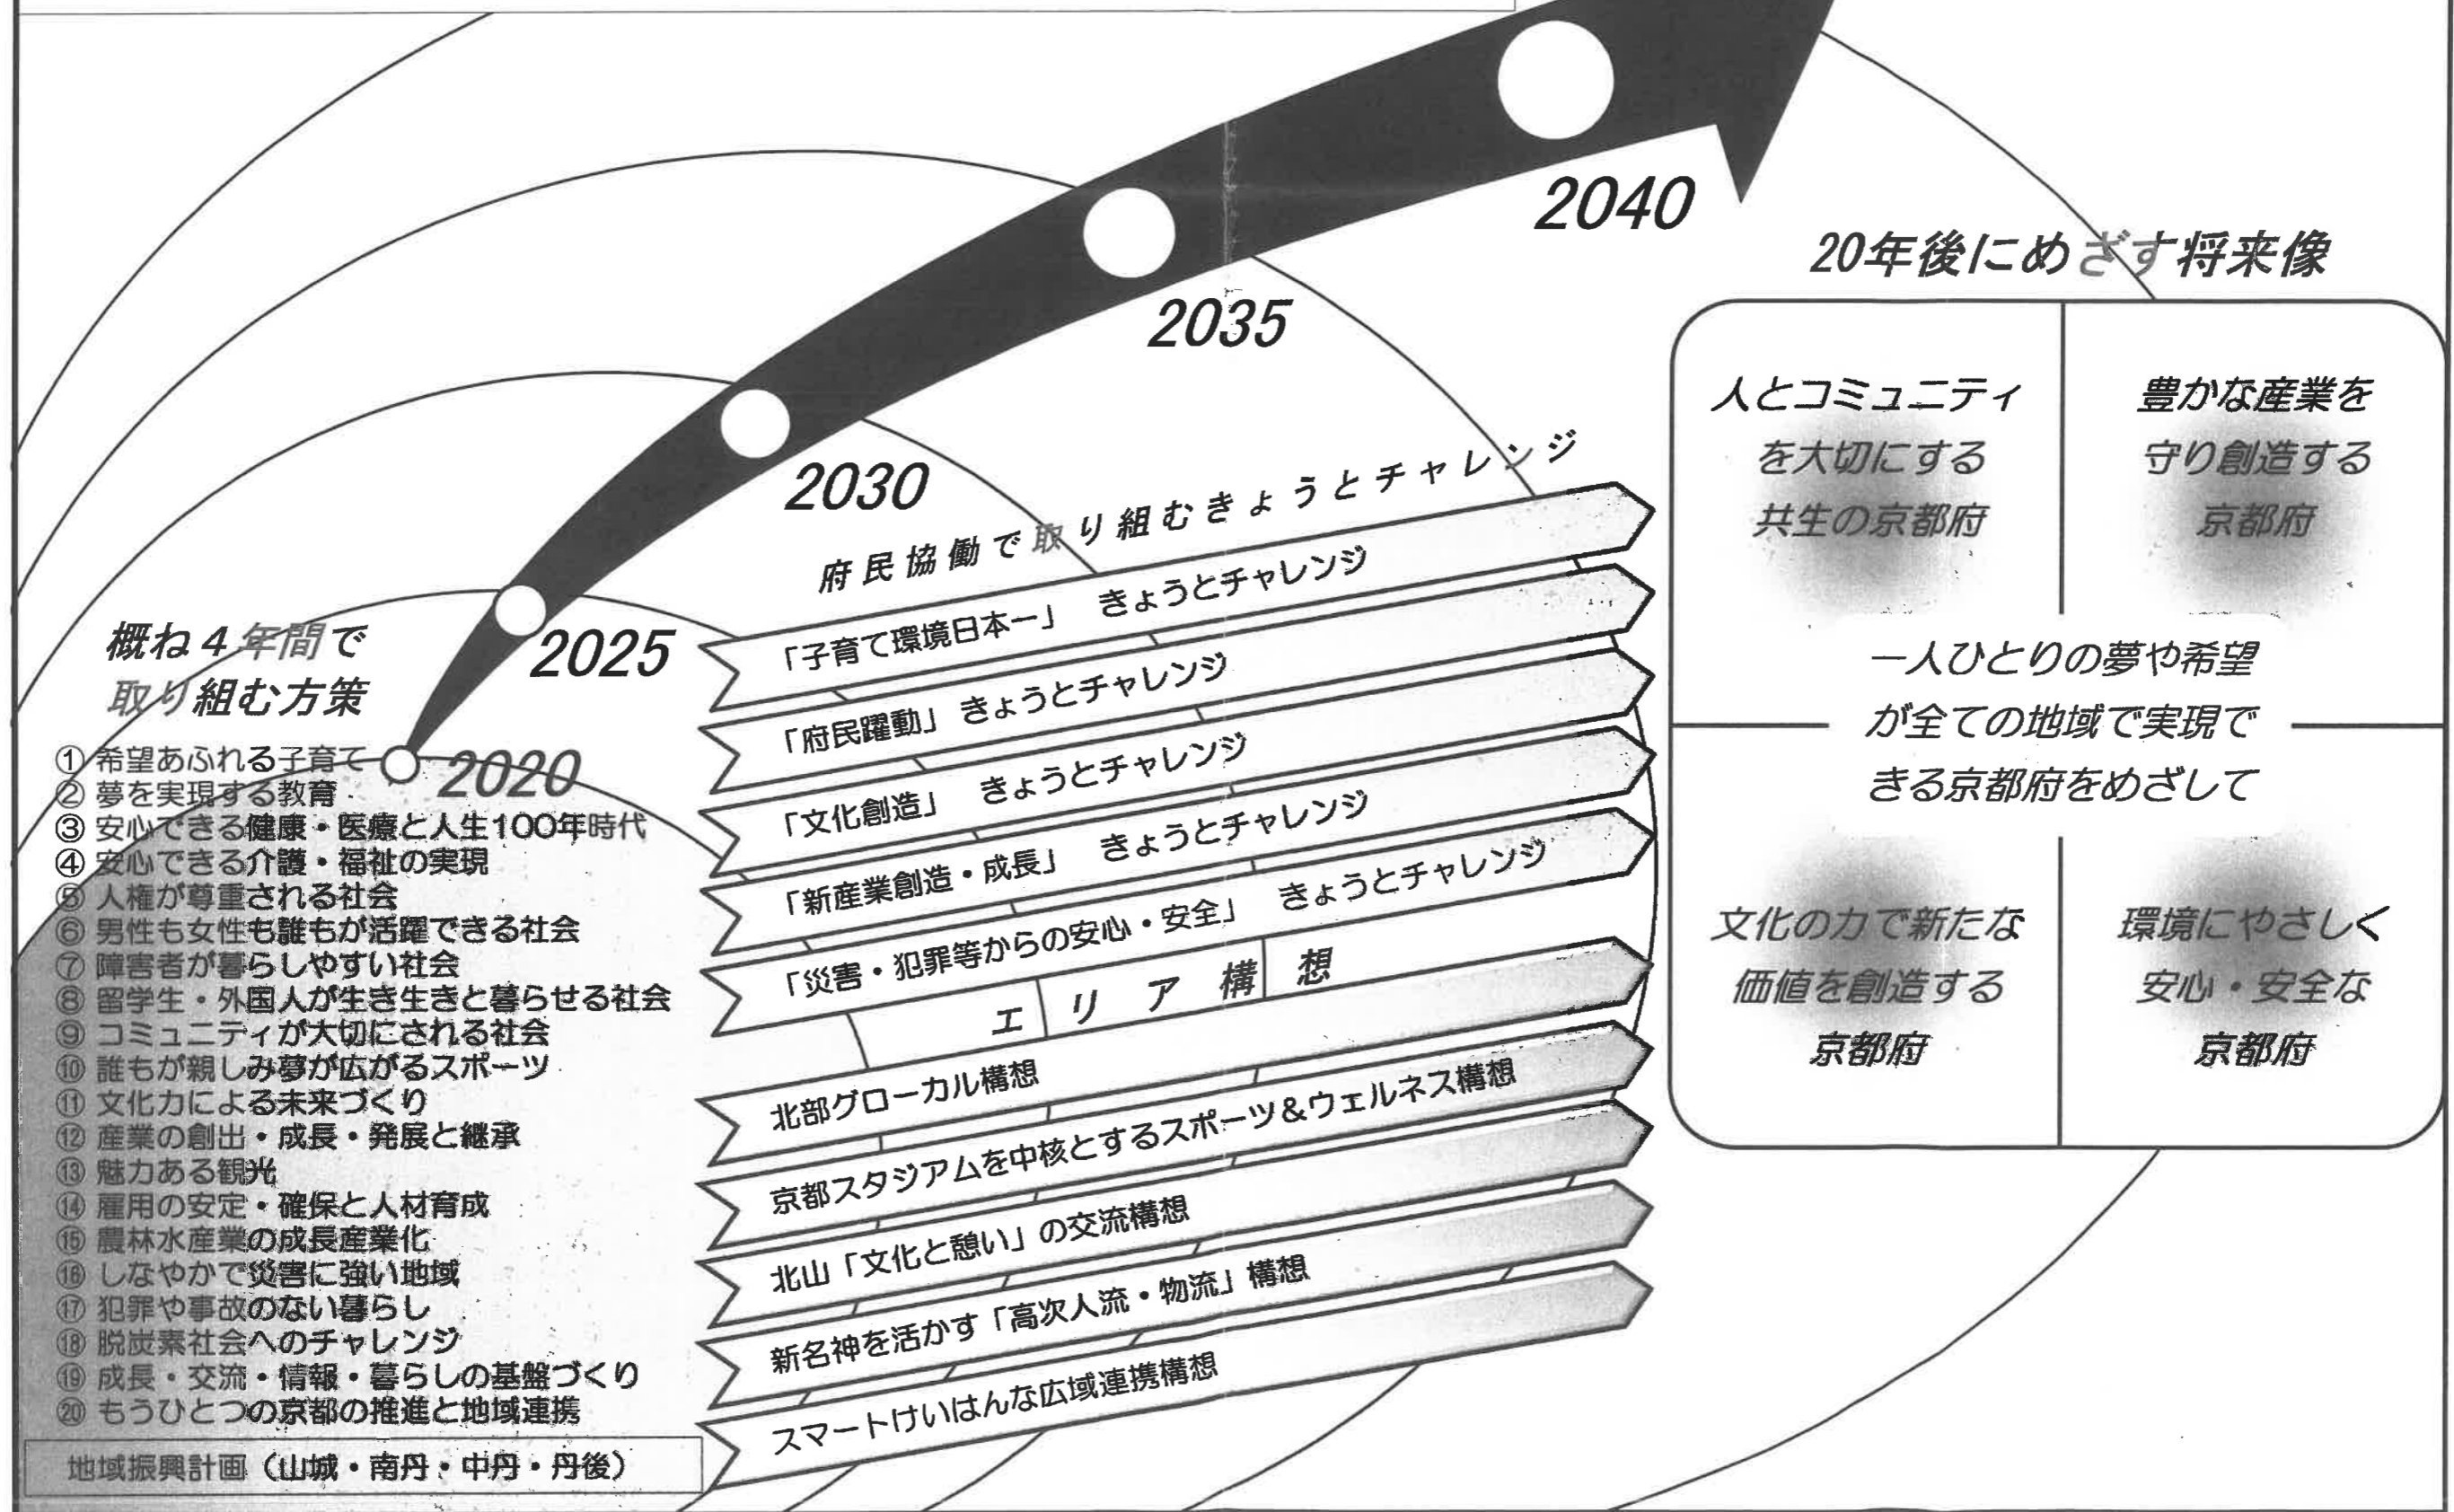 2040
2035
2030
2025
2020
20年後にめざす将来像
人とコミュニティ
を大切にする
共生の京都府
豊かな産業を
守り創造する
京都府
一人ひとりの夢や希望
が全ての地域で実現で
きる京都府をめざして
文化の力で新たな
価値を創造する
京都府
環境にやさしく
安心・安全な
京都府
府民協働で取り組むきょうとチャレンジ
「子育て環境日本一」 きょうとチャレンジ
「府民躍動」 きょうとチャレンジ
「文化創造」 きょうとチャレンジ
「新産業創造・成長」 きょうとチャレンジ
「災害・犯罪等からの安心・安全」 きょうとチャレンジ
エリア構想
北部グローカル構想
京都スタジアムを中核とするスポーツ&ウェルネス構想
北山「文化と憩い」の交流構想
新名神を活かす「高次人流・物流」構想
スマートけいはんな広域連携構想
概ね4年間で
取り組む方策
① 希望あふれる子育て
② 夢を実現する教育
③ 安心できる健康・医療と人生100年時代
④ 安心できる介護・福祉の実現
⑤ 人権が尊重される社会
⑥ 男性も女性も誰もが活躍できる社会
⑦ 障害者が暮らしやすい社会
⑧ 留学生・外国人が生き生きと暮らせる社会
⑨ コミュニティが大切にされる社会
⑩ 誰もが親しみ夢が広がるスポーツ
⑪ 文化力による未来づくり
⑫ 産業の創出・成長・発展と継承
⑬ 魅力ある観光
⑭ 雇用の安定・確保と人材育成
⑮ 農林水産業の成長産業化
⑯ しなやかで災害に強い地域
⑰ 犯罪や事故のない暮らし
⑱ 脱炭素社会へのチャレンジ
⑲ 成長・交流・情報・暮らしの基盤づくり
⑳ もうひとつの京都の推進と地域連携
地域振興計画(山城・南丹・中丹・丹後)